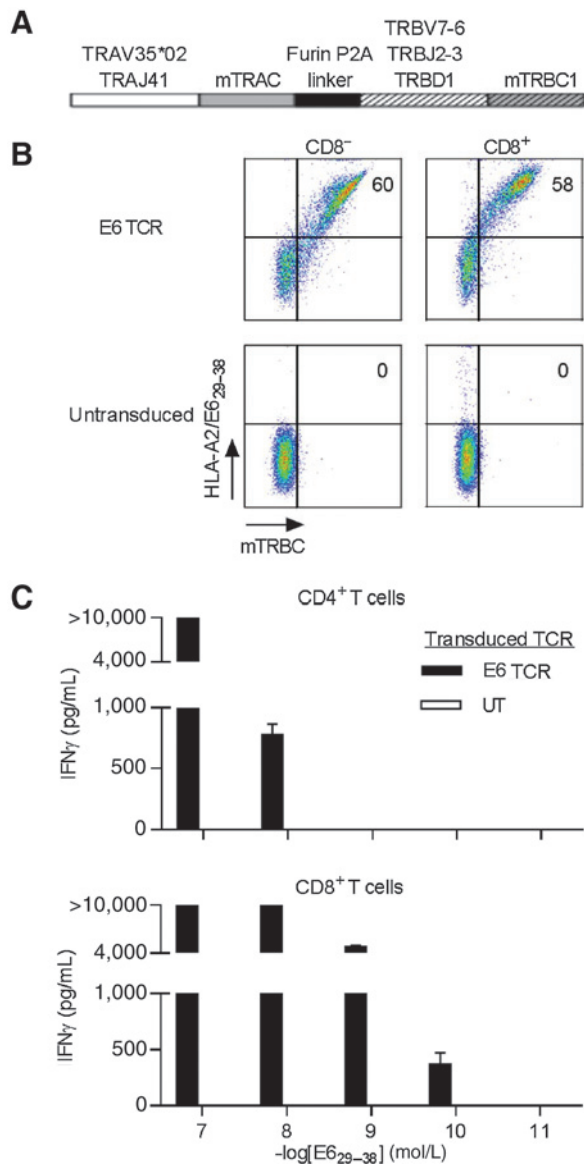 A
TRAV35*02
TRAJ41
mTRAC
Furin P2A
linker
TRBV7-6
TRBJ2-3
TRBD1
mTRBC1
B
CD8⁻
CD8⁺
E6 TCR
60
58
Untransduced
0
0
HLA-A2/E6₂₉₋₃₈
mTRBC
C
CD4⁺ T cells
>10,000
4,000
1,000
500
0
IFNγ (pg/mL)
Transduced TCR
E6 TCR
UT
CD8⁺ T cells
>10,000
4,000
1,000
500
0
IFNγ (pg/mL)
7 8 9 10 11
-log[E6₂₉₋₃₈] (mol/L)